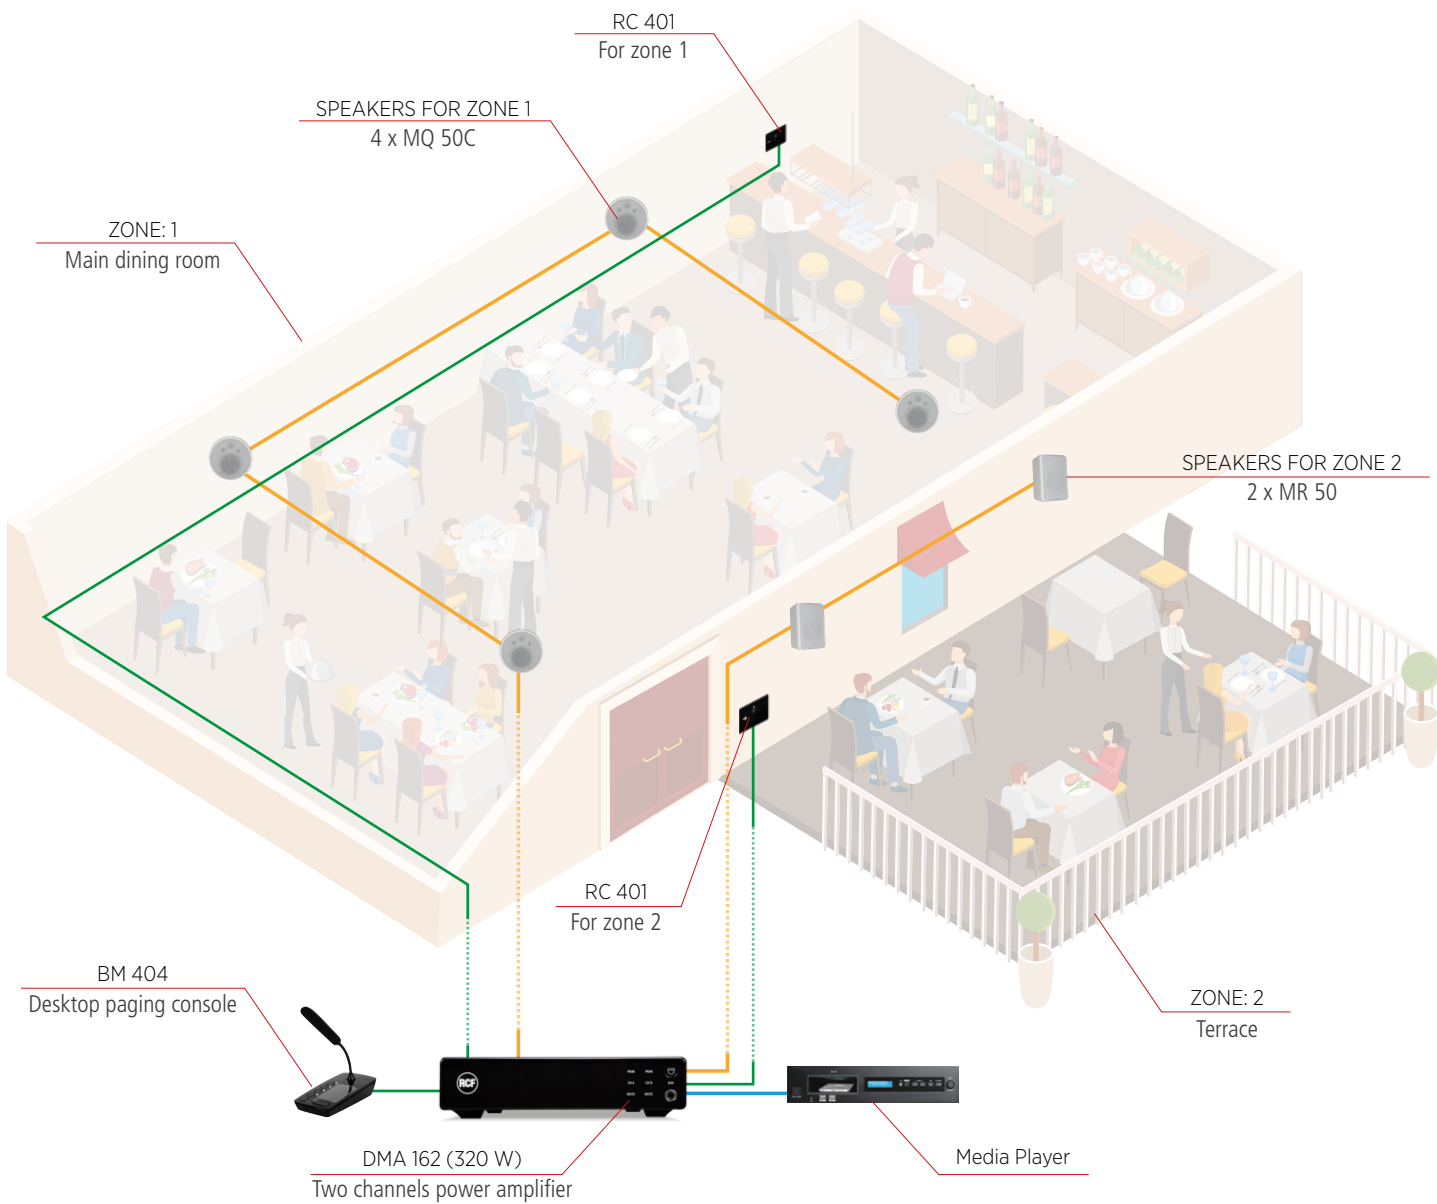 RC 401
For zone 1
SPEAKERS FOR ZONE 1
4 x MQ 50C
ZONE: 1
Main dining room
SPEAKERS FOR ZONE 2
2 x MR 50
RC 401
For zone 2
BM 404
Desktop paging console
ZONE: 2
Terrace
RCF
DMA 162 (320 W)
Two channels power amplifier
Media Player